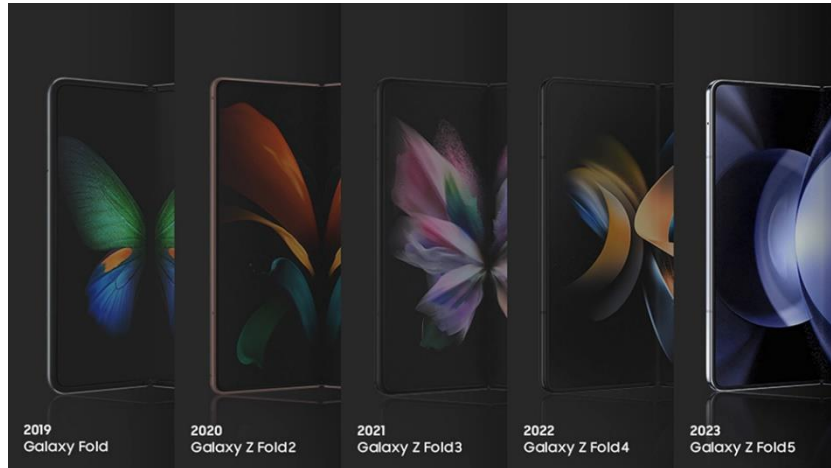 2019
Galaxy Fold
2020
Galaxy Z Fold2
2021
Galaxy Z Fold3
2022
Galaxy Z Fold4
2023
Galaxy Z Fold5